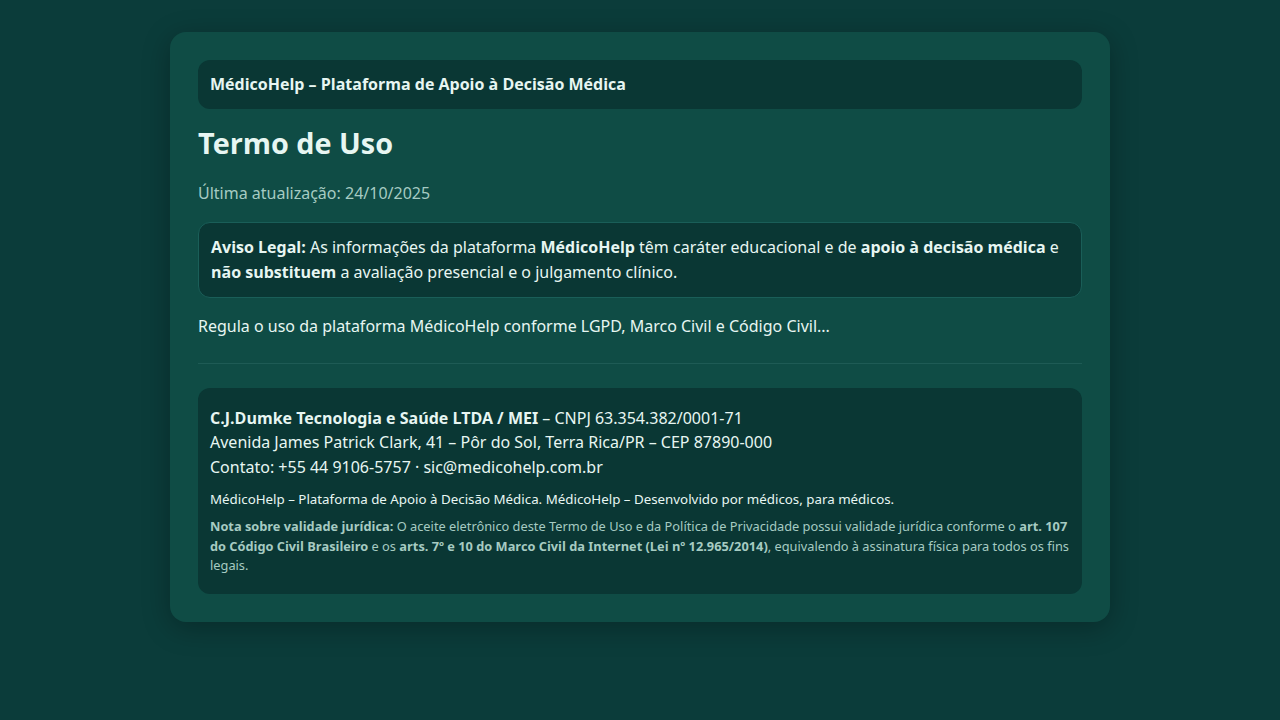 MédicoHelp – Plataforma de Apoio à Decisão Médica
Termo de Uso
Última atualização: 24/10/2025
Aviso Legal: As informações da plataforma MédicoHelp têm caráter educacional e de apoio à decisão médica e
não substituem a avaliação presencial e o julgamento clínico.
Regula o uso da plataforma MédicoHelp conforme LGPD, Marco Civil e Código Civil...
C.J.Dumke Tecnologia e Saúde LTDA / MEI – CNPJ 63.354.382/0001-71
Avenida James Patrick Clark, 41 – Pôr do Sol, Terra Rica/PR – CEP 87890-000
Contato: +55 44 9106-5757 · sic@medicohelp.com.br
MédicoHelp – Plataforma de Apoio à Decisão Médica. MédicoHelp – Desenvolvido por médicos, para médicos.
Nota sobre validade jurídica: O aceite eletrônico deste Termo de Uso e da Política de Privacidade possui validade jurídica conforme o art. 107
do Código Civil Brasileiro e os arts. 7º e 10 do Marco Civil da Internet (Lei nº 12.965/2014), equivalendo à assinatura física para todos os fins
legais.